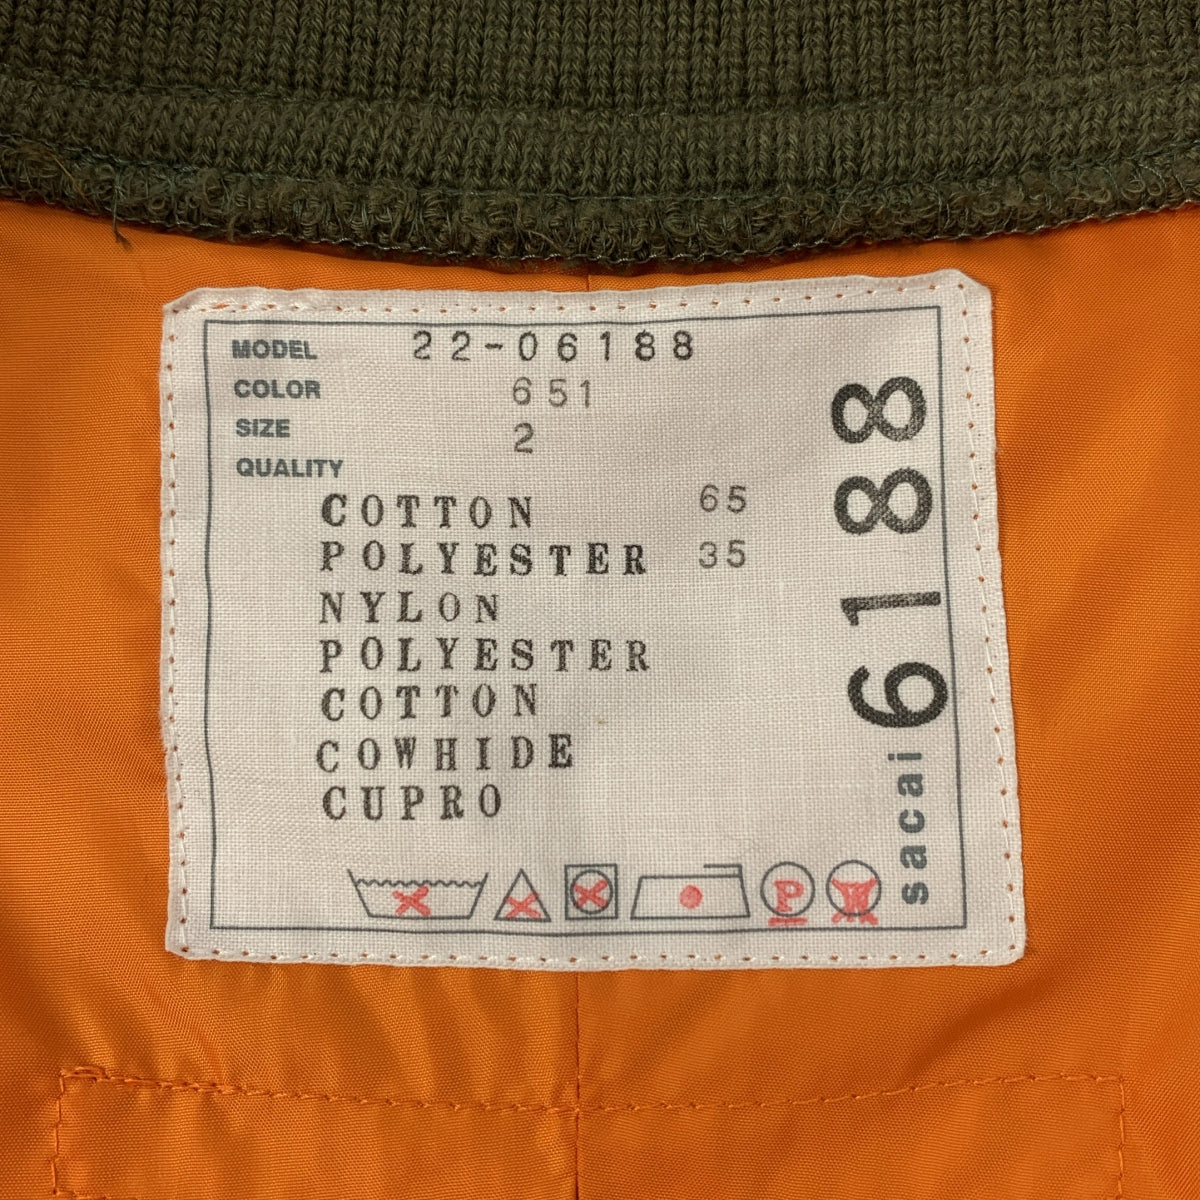 MODEL 22-06188
COLOR 651
SIZE 2
QUALITY
COTTON 65
POLYESTER 35
NYLON
POLYESTER
COTTON
COWHIDE
CUPRO
P W
sacai 6188